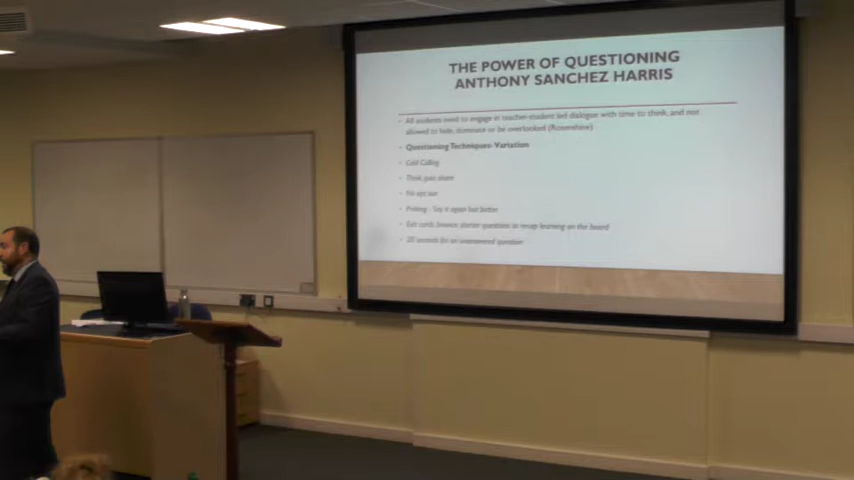 THE POWER OF QUESTIONING
ANTHONY SANCHEZ HARRIS
All students need to engage in teacher-student led dialogue with time to think, and not
allowed to hide, dominate or be overlooked (Rosenshine)
Questioning Techniques- Variation
Cold Calling
Think, pair, share
No opt out
Probing - Say it again but better
Exit cards, bounce, starter questions to recap learning on the board
20 seconds for an unanswered question